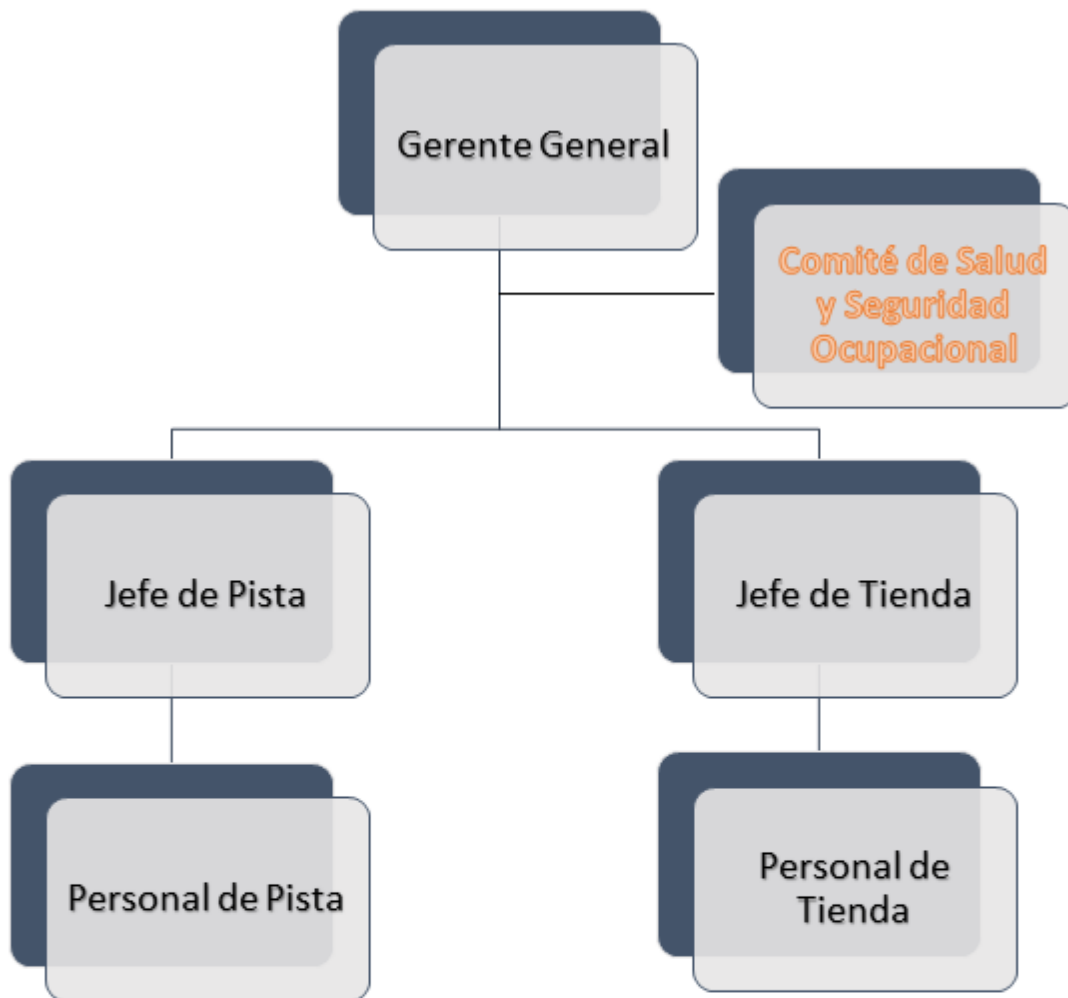 Gerente General
Comité de Salud
y Seguridad
Ocupacional
Jefe de Pista
Jefe de Tienda
Personal de Pista
Personal de
Tienda